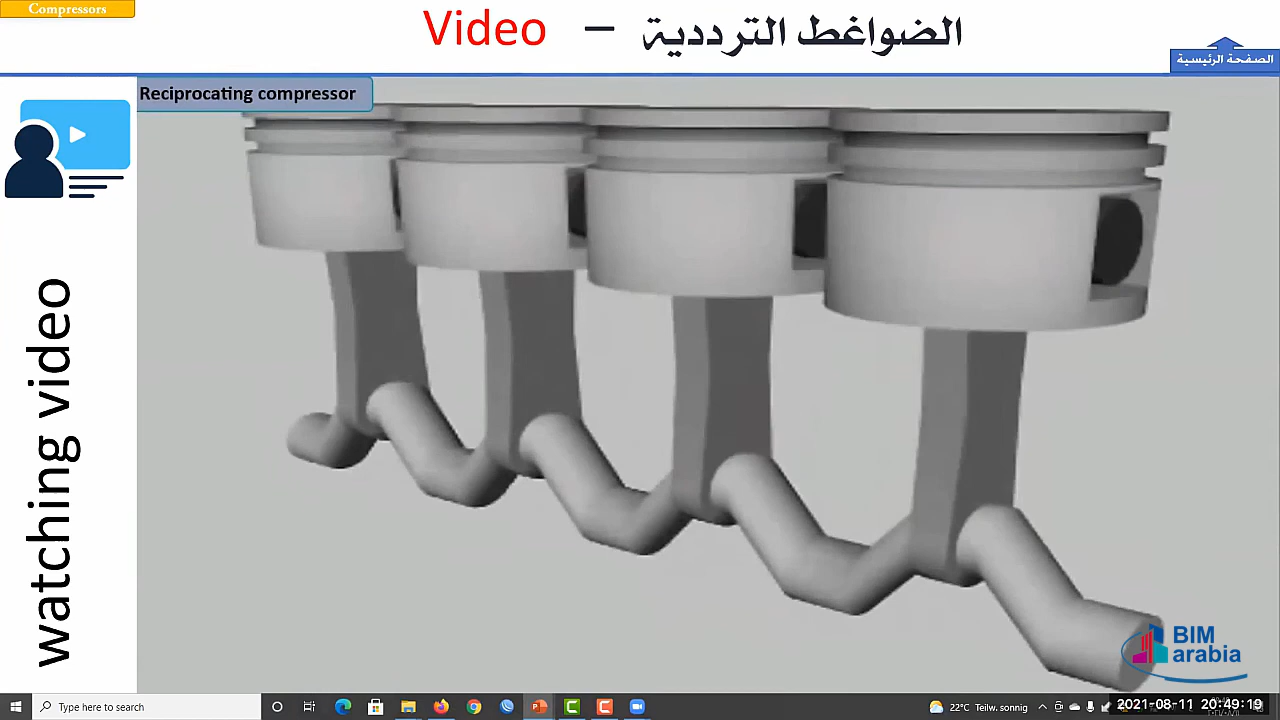 Compressors
الضواغط الترددية – Video
الصفحة الرئيسية
Reciprocating compressor
watching video
BIM
arabia
Type here to search
22°C Teilw. sonnig
2021-08-11 20:49:19